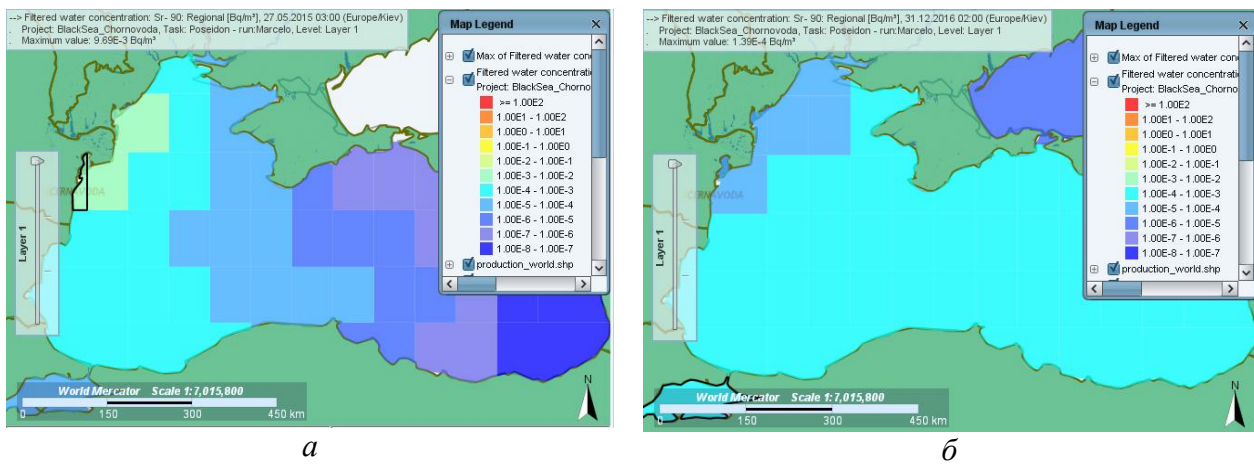 --> Filtered water concentration: Sr- 90: Regional [Bq/m³], 27.05.2015 03:00 (Europe/Kiev)
. Project: BlackSea_Chornovoda, Task: Poseidon - run:Marcelo, Level: Layer 1
. Maximum value: 9.69E-3 Bq/m³
Map Legend
Max of Filtered water con
Filtered water concentratio
Project: BlackSea_Chorno
>= 1.00E2
1.00E1 - 1.00E2
1.00E0 - 1.00E1
1.00E-1 - 1.00E0
1.00E-2 - 1.00E-1
1.00E-3 - 1.00E-2
1.00E-4 - 1.00E-3
1.00E-5 - 1.00E-4
1.00E-6 - 1.00E-5
1.00E-7 - 1.00E-6
1.00E-8 - 1.00E-7
production_world.shp
CERNAVODA
Layer 1
World Mercator Scale 1:7,015,800
0 150 300 450 km
N
а
--> Filtered water concentration: Sr- 90: Regional [Bq/m³], 31.12.2016 02:00 (Europe/Kiev)
. Project: BlackSea_Chornovoda, Task: Poseidon - run:Marcelo, Level: Layer 1
. Maximum value: 1.39E-4 Bq/m³
Map Legend
Max of Filtered water con
Filtered water concentratio
Project: BlackSea_Chorno
>= 1.00E2
1.00E1 - 1.00E2
1.00E0 - 1.00E1
1.00E-1 - 1.00E0
1.00E-2 - 1.00E-1
1.00E-3 - 1.00E-2
1.00E-4 - 1.00E-3
1.00E-5 - 1.00E-4
1.00E-6 - 1.00E-5
1.00E-7 - 1.00E-6
1.00E-8 - 1.00E-7
production_world.shp
CERNAVODA
Layer 1
World Mercator Scale 1:7,015,800
0 150 300 450 km
N
б